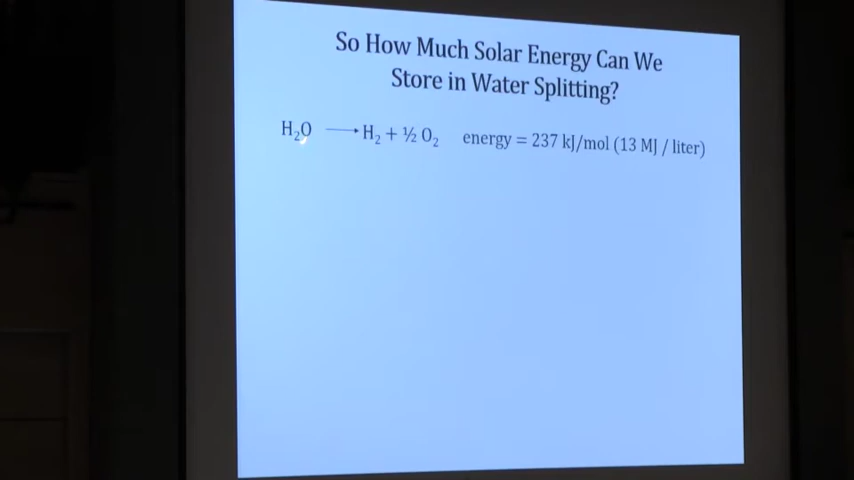 So How Much Solar Energy Can We
Store in Water Splitting?
H₂O ⟶ H₂ + ½ O₂ energy = 237 kJ/mol (13 MJ / liter)